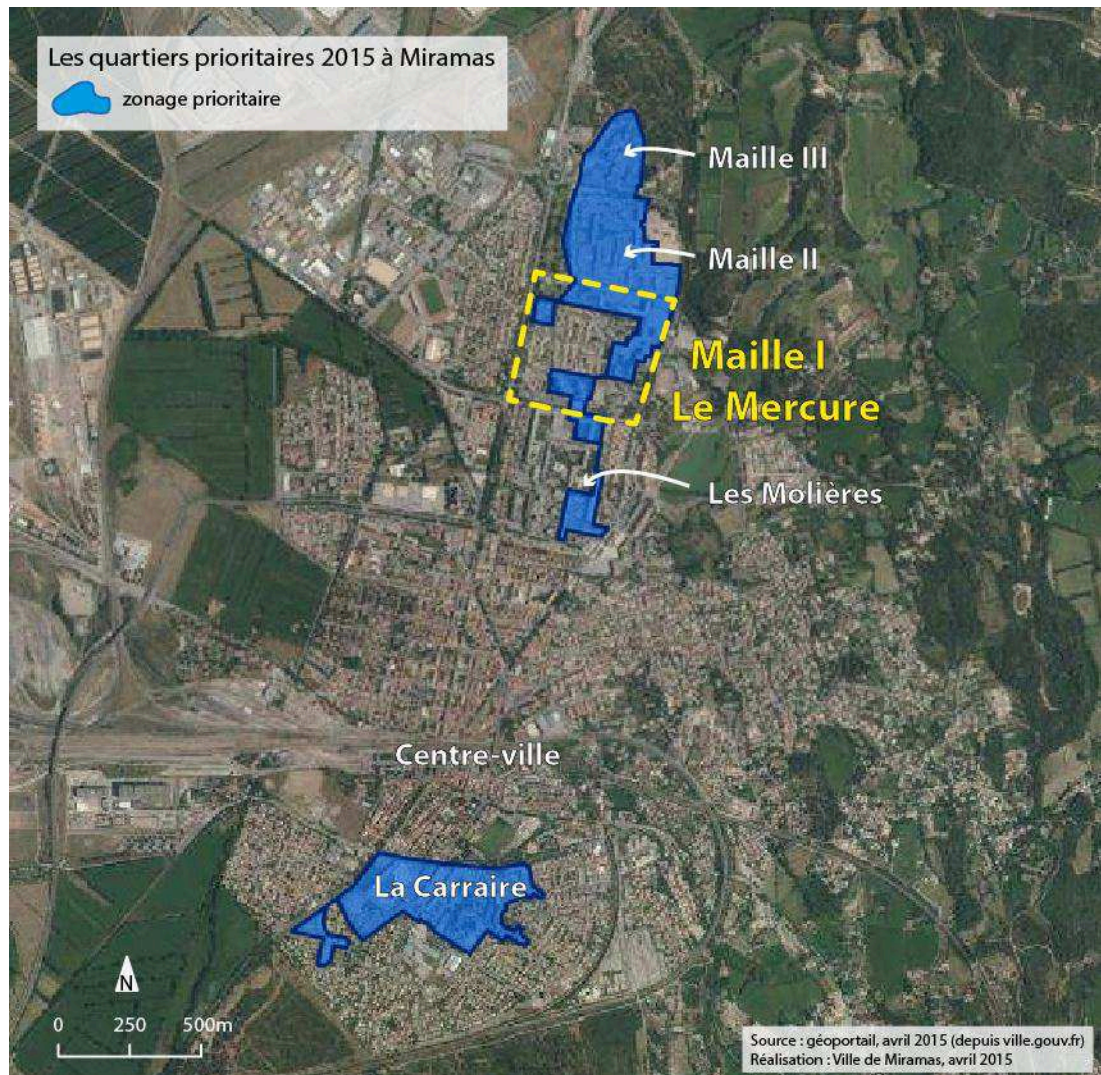 Les quartiers prioritaires 2015 à Miramas
zonage prioritaire
Maille III
Maille II
Maille I
Le Mercure
Les Molières
Centre-ville
La Carraire
N
0 250 500m
Source : géoportail, avril 2015 (depuis ville.gouv.fr)
Réalisation : Ville de Miramas, avril 2015